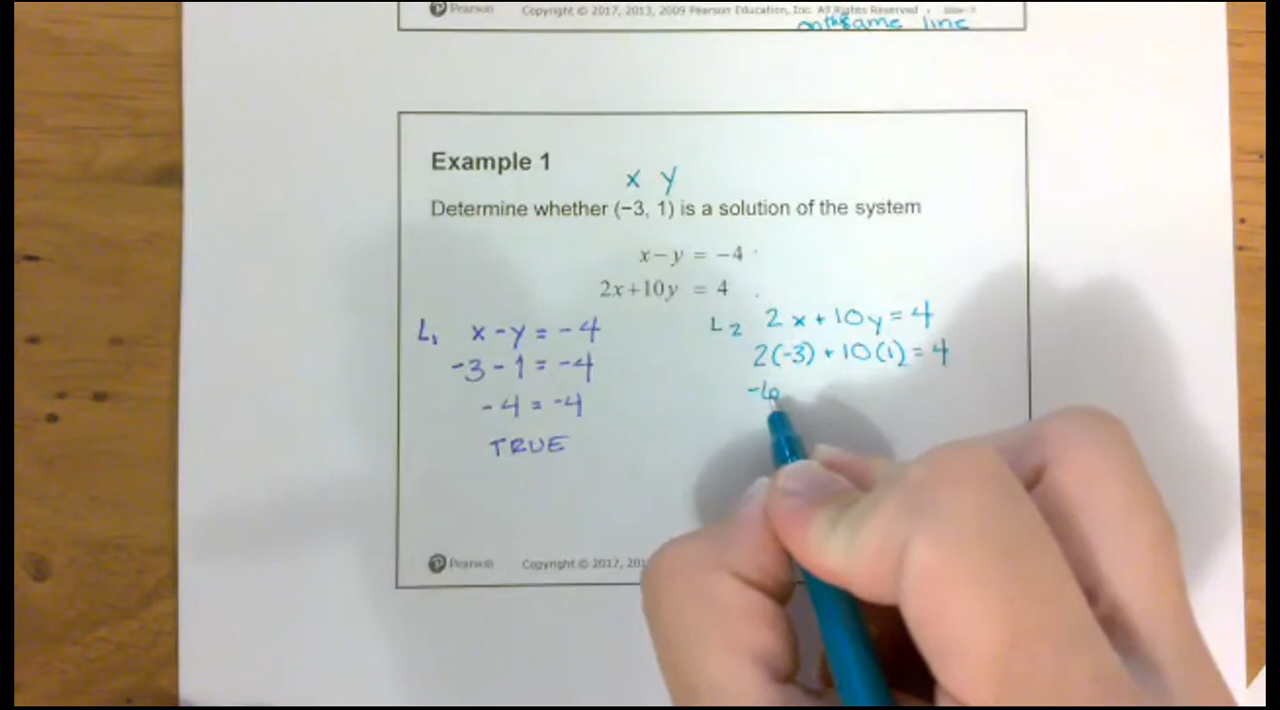 Pearson Copyright © 2017, 2013, 2009 Pearson Education, Inc. All Rights Reserved
on the same line
Example 1
x y
Determine whether (−3, 1) is a solution of the system
x − y = −4
2x + 10y = 4
L₁ x - y = -4
-3 - 1 = -4
-4 = -4
TRUE
L2 2x + 10y = 4
2(-3) + 10(1) = 4
-6
Pearson Copyright © 2017, 201